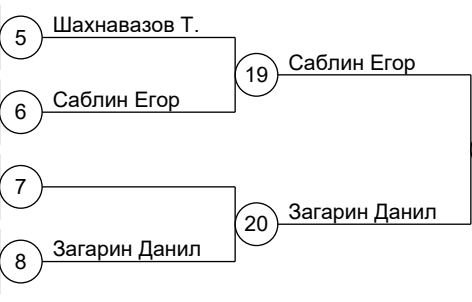 5 Шахнавазов Т.
19 Саблин Егор
6 Саблин Егор
7
20 Загарин Данил
8 Загарин Данил